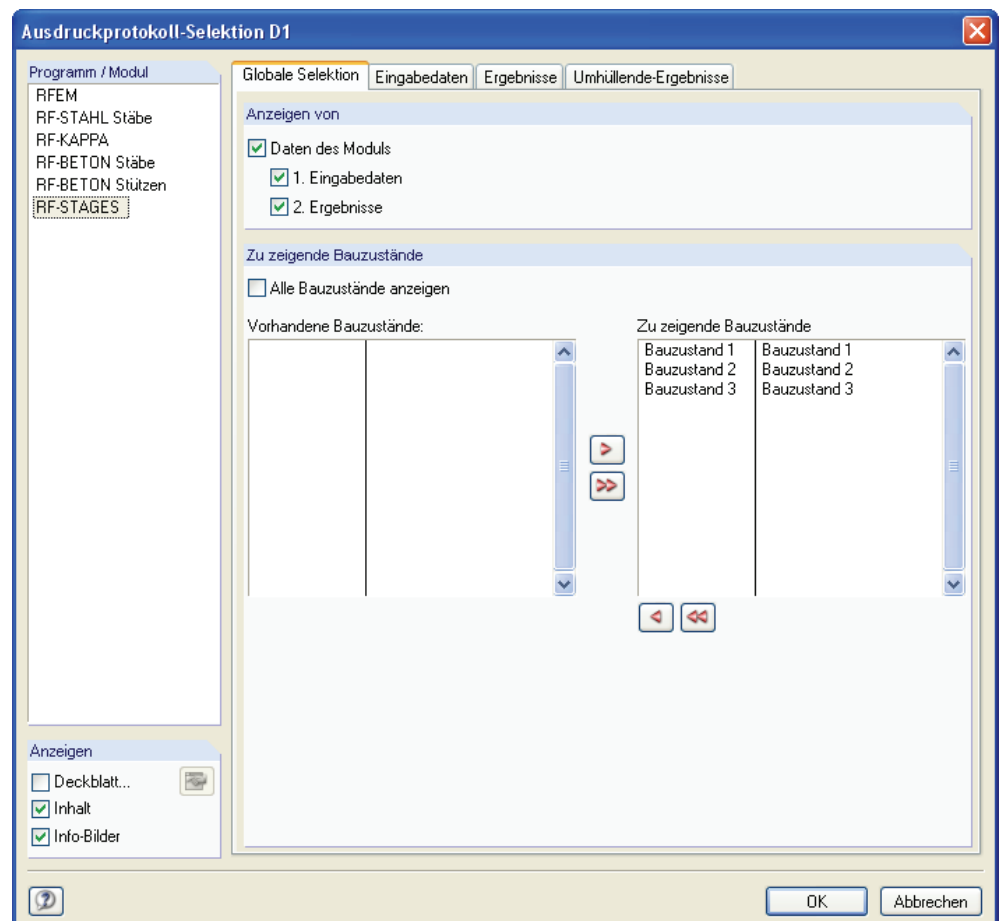 Ausdruckprotokoll-Selektion D1
Programm / Modul
RFEM
RF-STAHL Stäbe
RF-KAPPA
RF-BETON Stäbe
RF-BETON Stützen
RF-STAGES
Anzeigen
Deckblatt...
Inhalt
Info-Bilder
Globale Selektion Eingabedaten Ergebnisse Umhüllende-Ergebnisse
Anzeigen von
Daten des Moduls
1. Eingabedaten
2. Ergebnisse
Zu zeigende Bauzustände
Alle Bauzustände anzeigen
Vorhandene Bauzustände:
Zu zeigende Bauzustände
Bauzustand 1 Bauzustand 1
Bauzustand 2 Bauzustand 2
Bauzustand 3 Bauzustand 3
OK Abbrechen